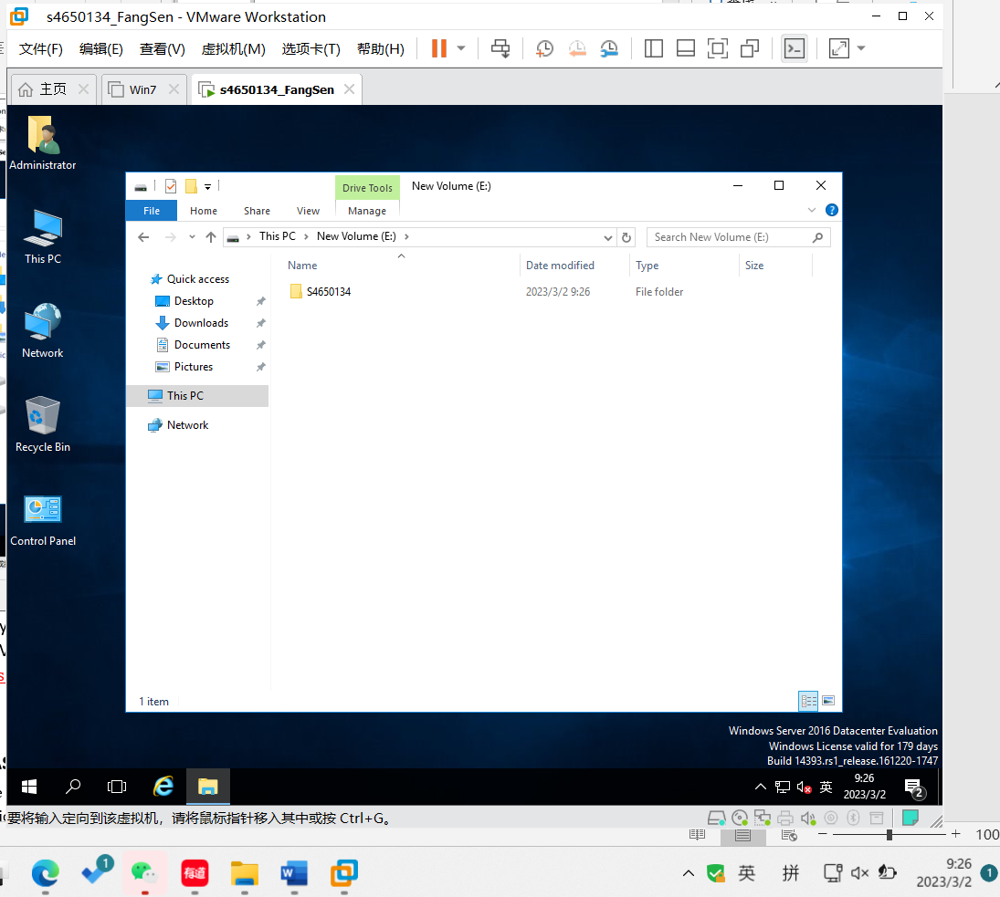 s4650134_FangSen - VMware Workstation
文件(F) 编辑(E) 查看(V) 虚拟机(M) 选项卡(T) 帮助(H)
主页 Win7 s4650134_FangSen
Administrator
This PC
Network
Recycle Bin
Control Panel
Drive Tools New Volume (E:)
File Home Share View Manage
This PC New Volume (E:) Search New Volume (E:)
Name Date modified Type Size
S4650134 2023/3/2 9:26 File folder
Quick access
Desktop
Downloads
Documents
Pictures
This PC
Network
1 item
Windows Server 2016 Datacenter Evaluation
Windows License valid for 179 days
Build 14393.rs1_release.161220-1747
英 9:26
2023/3/2 2
要将输入定向到该虚拟机，请将鼠标指针移入其中或按 Ctrl+G。
100
1 有道 英 拼 9:26
2023/3/2 1